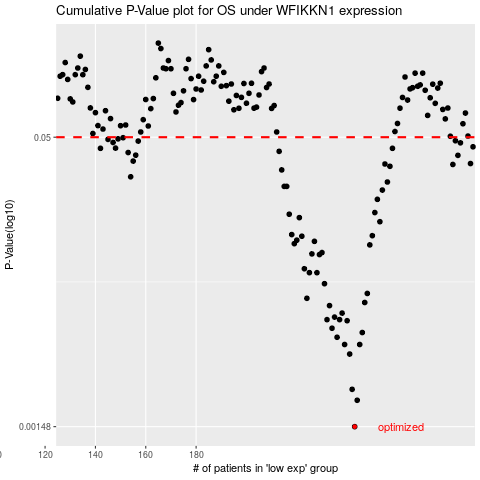 Cumulative P-Value plot for OS under WFIKKN1 expression
P-Value(log10)
0.05
0.00148
optimized
0
120
140
160
180
# of patients in 'low exp' group